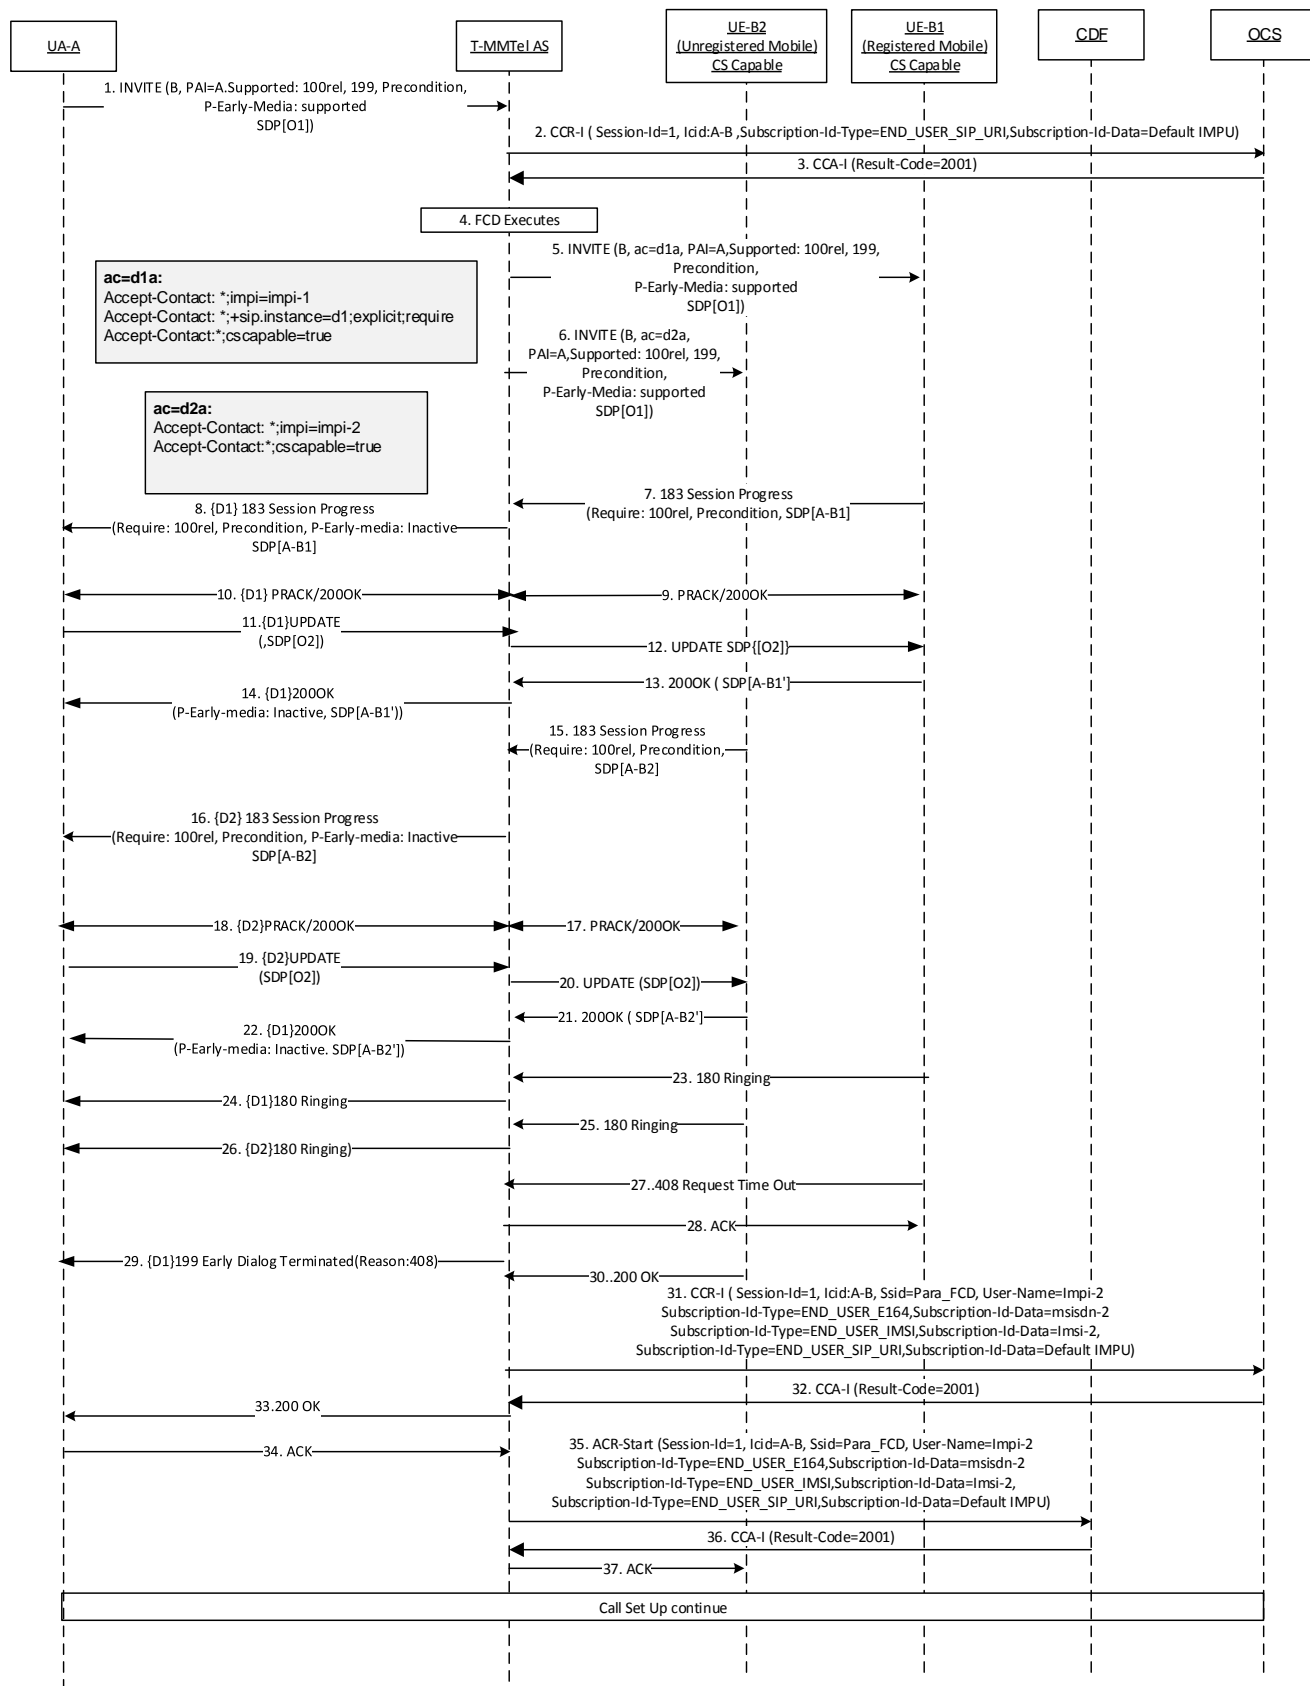 UA-A
T-MMTel AS
UE-B2
(Unregistered Mobile)
CS Capable
UE-B1
(Registered Mobile)
CS Capable
CDF
OCS
1. INVITE (B, PAI=A.Supported: 100rel, 199, Precondition,
P-Early-Media: supported
SDP[O1])
2. CCR-I ( Session-Id=1, Icid:A-B ,Subscription-Id-Type=END_USER_SIP_URI,Subscription-Id-Data=Default IMPU)
3. CCA-I (Result-Code=2001)
4. FCD Executes
5. INVITE (B, ac=d1a, PAI=A,Supported: 100rel, 199,
Precondition,
P-Early-Media: supported
SDP[O1])
ac=d1a:
Accept-Contact: *;impi=impi-1
Accept-Contact: *;+sip.instance=d1;explicit;require
Accept-Contact:*;cscapable=true
6. INVITE (B, ac=d2a,
PAI=A,Supported: 100rel, 199,
Precondition,
P-Early-Media: supported
SDP[O1])
ac=d2a:
Accept-Contact: *;impi=impi-2
Accept-Contact:*;cscapable=true
7. 183 Session Progress
(Require: 100rel, Precondition, SDP[A-B1]
8. {D1} 183 Session Progress
(Require: 100rel, Precondition, P-Early-media: Inactive
SDP[A-B1]
10. {D1} PRACK/200OK
9. PRACK/200OK
11.{D1}UPDATE
(,SDP[O2])
12. UPDATE SDP{[O2]}
13. 200OK ( SDP[A-B1']
14. {D1}200OK
(P-Early-media: Inactive, SDP[A-B1'))
15. 183 Session Progress
(Require: 100rel, Precondition,
SDP[A-B2]
16. {D2} 183 Session Progress
(Require: 100rel, Precondition, P-Early-media: Inactive
SDP[A-B2]
18. {D2}PRACK/200OK
17. PRACK/200OK
19. {D2}UPDATE
(SDP[O2])
20. UPDATE (SDP[O2])
21. 200OK ( SDP[A-B2']
22. {D1}200OK
(P-Early-media: Inactive. SDP[A-B2'])
23. 180 Ringing
24. {D1}180 Ringing
25. 180 Ringing
26. {D2}180 Ringing)
27..408 Request Time Out
28. ACK
29. {D1}199 Early Dialog Terminated(Reason:408)
30..200 OK
31. CCR-I ( Session-Id=1, Icid:A-B, Ssid=Para_FCD, User-Name=Impi-2
Subscription-Id-Type=END_USER_E164,Subscription-Id-Data=msisdn-2
Subscription-Id-Type=END_USER_IMSI,Subscription-Id-Data=Imsi-2,
Subscription-Id-Type=END_USER_SIP_URI,Subscription-Id-Data=Default IMPU)
32. CCA-I (Result-Code=2001)
33.200 OK
34. ACK
35. ACR-Start (Session-Id=1, Icid=A-B, Ssid=Para_FCD, User-Name=Impi-2
Subscription-Id-Type=END_USER_E164,Subscription-Id-Data=msisdn-2
Subscription-Id-Type=END_USER_IMSI,Subscription-Id-Data=Imsi-2,
Subscription-Id-Type=END_USER_SIP_URI,Subscription-Id-Data=Default IMPU)
36. CCA-I (Result-Code=2001)
37. ACK
Call Set Up continue